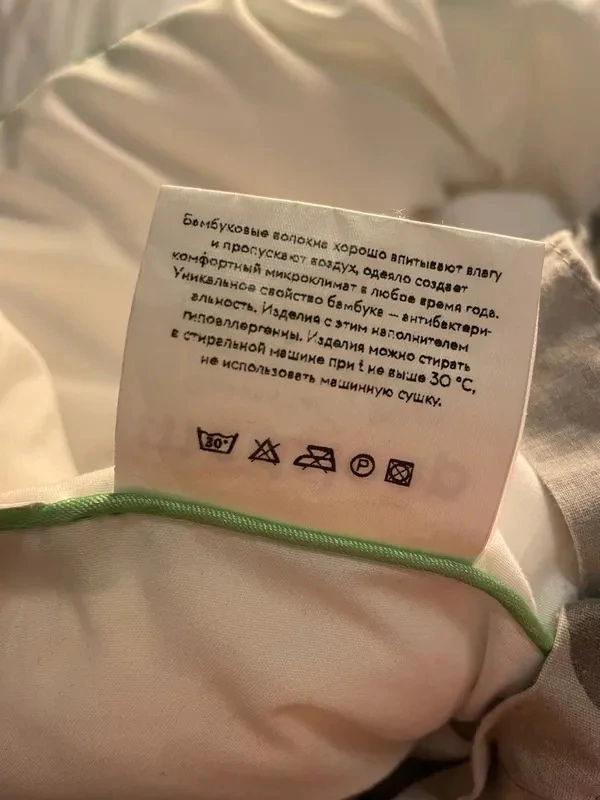 Бамбуковые волокна хорошо впитывают влагу
и пропускают воздух, одеяло создает
комфортный микроклимат в любое время года.
Уникальное свойство бамбука – антибактери-
альность. Изделия с этим наполнителем
гипоаллергенны. Изделия можно стирать
в стиральной машине при t не выше 30 °C,
не использовать машинную сушку.
30° P